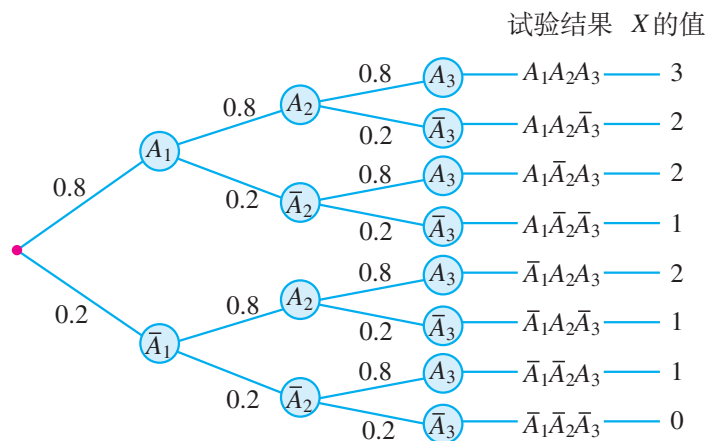 试验结果 X的值
0.8 A₃ A₁A₂A₃ 3
0.8 A₂
0.2 Ā₃ A₁A₂Ā₃ 2
A₁
0.8 A₃ A₁Ā₂A₃ 2
0.8 0.2 Ā₂
0.2 Ā₃ A₁Ā₂Ā₃ 1
0.8 A₃ Ā₁A₂A₃ 2
0.2 0.8 A₂
0.2 Ā₃ Ā₁A₂Ā₃ 1
Ā₁
0.8 A₃ Ā₁Ā₂A₃ 1
0.2 Ā₂
0.2 Ā₃ Ā₁Ā₂Ā₃ 0